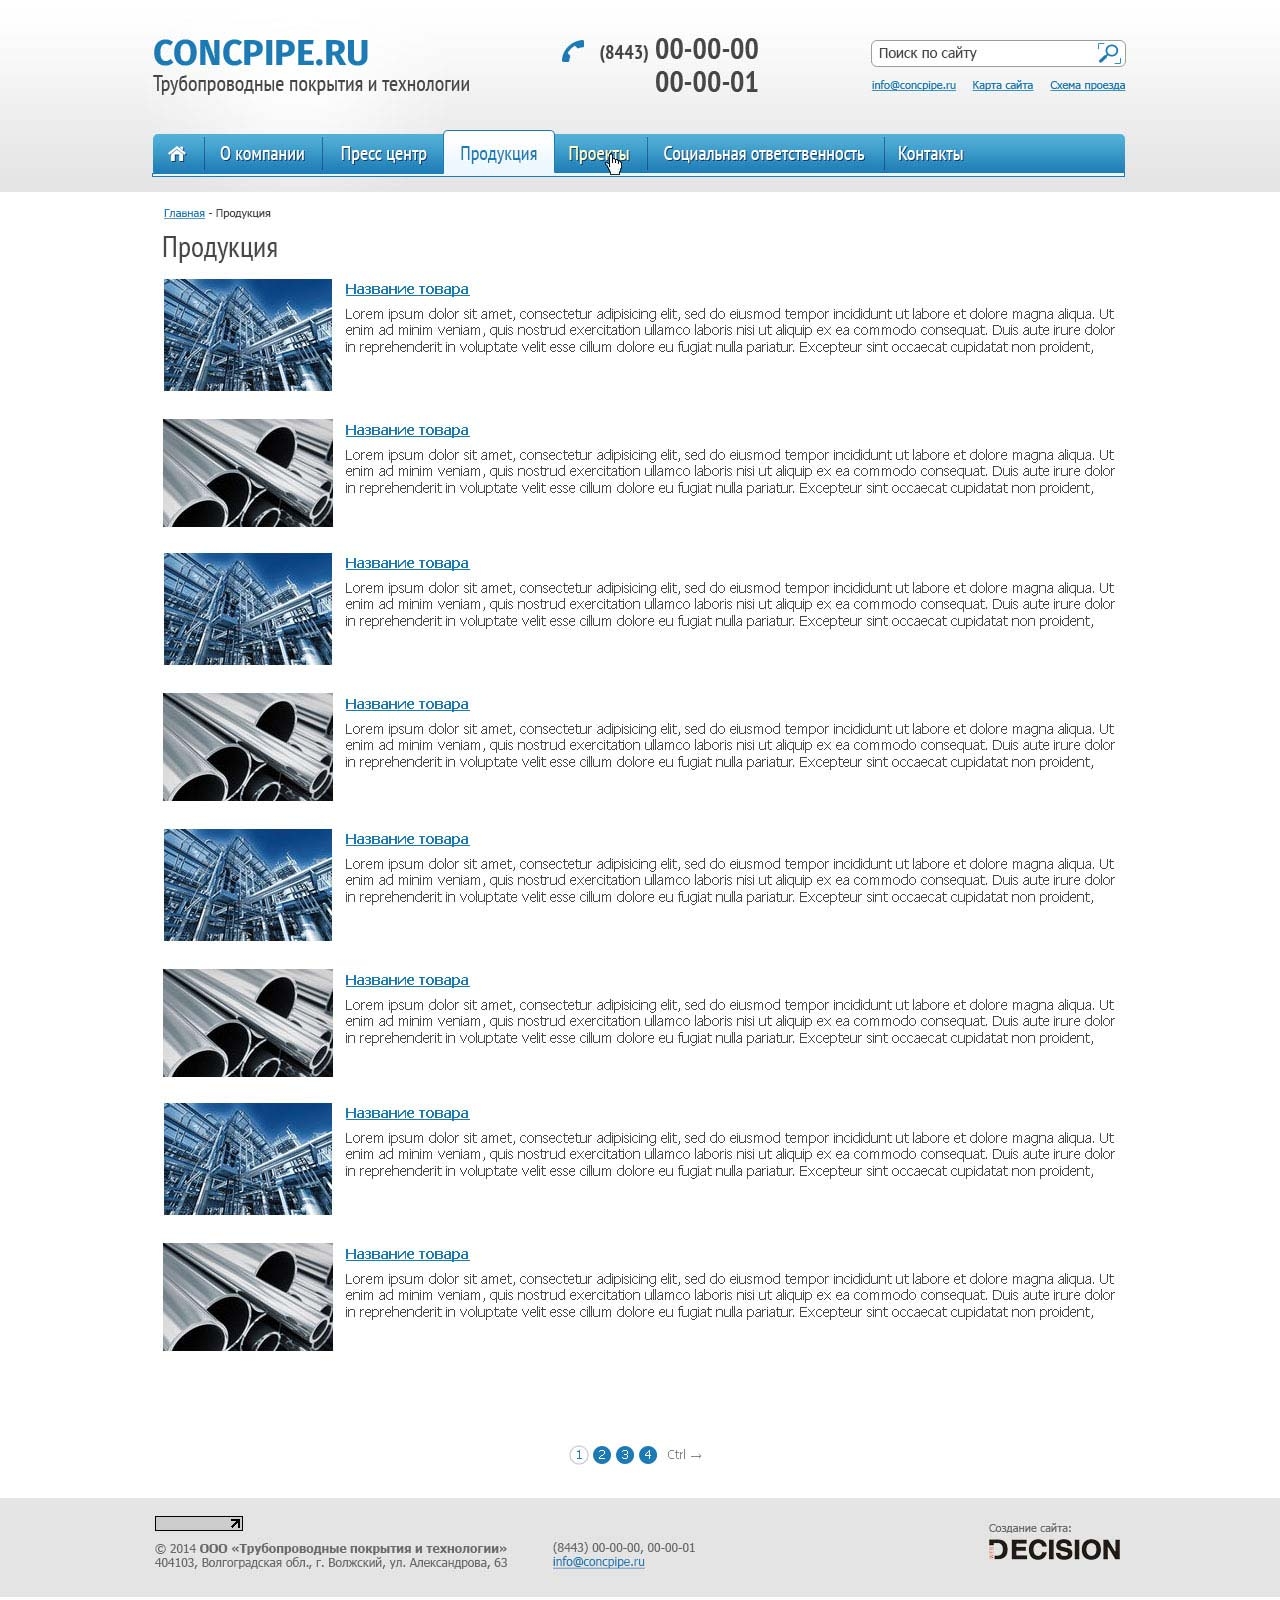 CONCPIPE.RU
Трубопроводные покрытия и технологии
(8443) 00-00-00
00-00-01
Поиск по сайту
info@concpipe.ru Карта сайта Схема проезда
О компании Пресс центр Продукция Проекты Социальная ответственность Контакты
Главная - Продукция
Продукция
Название товара
Lorem ipsum dolor sit amet, consectetur adipisicing elit, sed do eiusmod tempor incididunt ut labore et dolore magna aliqua. Ut
enim ad minim veniam, quis nostrud exercitation ullamco laboris nisi ut aliquip ex ea commodo consequat. Duis aute irure dolor
in reprehenderit in voluptate velit esse cillum dolore eu fugiat nulla pariatur. Excepteur sint occaecat cupidatat non proident,
Название товара
Lorem ipsum dolor sit amet, consectetur adipisicing elit, sed do eiusmod tempor incididunt ut labore et dolore magna aliqua. Ut
enim ad minim veniam, quis nostrud exercitation ullamco laboris nisi ut aliquip ex ea commodo consequat. Duis aute irure dolor
in reprehenderit in voluptate velit esse cillum dolore eu fugiat nulla pariatur. Excepteur sint occaecat cupidatat non proident,
Название товара
Lorem ipsum dolor sit amet, consectetur adipisicing elit, sed do eiusmod tempor incididunt ut labore et dolore magna aliqua. Ut
enim ad minim veniam, quis nostrud exercitation ullamco laboris nisi ut aliquip ex ea commodo consequat. Duis aute irure dolor
in reprehenderit in voluptate velit esse cillum dolore eu fugiat nulla pariatur. Excepteur sint occaecat cupidatat non proident,
Название товара
Lorem ipsum dolor sit amet, consectetur adipisicing elit, sed do eiusmod tempor incididunt ut labore et dolore magna aliqua. Ut
enim ad minim veniam, quis nostrud exercitation ullamco laboris nisi ut aliquip ex ea commodo consequat. Duis aute irure dolor
in reprehenderit in voluptate velit esse cillum dolore eu fugiat nulla pariatur. Excepteur sint occaecat cupidatat non proident,
Название товара
Lorem ipsum dolor sit amet, consectetur adipisicing elit, sed do eiusmod tempor incididunt ut labore et dolore magna aliqua. Ut
enim ad minim veniam, quis nostrud exercitation ullamco laboris nisi ut aliquip ex ea commodo consequat. Duis aute irure dolor
in reprehenderit in voluptate velit esse cillum dolore eu fugiat nulla pariatur. Excepteur sint occaecat cupidatat non proident,
Название товара
Lorem ipsum dolor sit amet, consectetur adipisicing elit, sed do eiusmod tempor incididunt ut labore et dolore magna aliqua. Ut
enim ad minim veniam, quis nostrud exercitation ullamco laboris nisi ut aliquip ex ea commodo consequat. Duis aute irure dolor
in reprehenderit in voluptate velit esse cillum dolore eu fugiat nulla pariatur. Excepteur sint occaecat cupidatat non proident,
Название товара
Lorem ipsum dolor sit amet, consectetur adipisicing elit, sed do eiusmod tempor incididunt ut labore et dolore magna aliqua. Ut
enim ad minim veniam, quis nostrud exercitation ullamco laboris nisi ut aliquip ex ea commodo consequat. Duis aute irure dolor
in reprehenderit in voluptate velit esse cillum dolore eu fugiat nulla pariatur. Excepteur sint occaecat cupidatat non proident,
Название товара
Lorem ipsum dolor sit amet, consectetur adipisicing elit, sed do eiusmod tempor incididunt ut labore et dolore magna aliqua. Ut
enim ad minim veniam, quis nostrud exercitation ullamco laboris nisi ut aliquip ex ea commodo consequat. Duis aute irure dolor
in reprehenderit in voluptate velit esse cillum dolore eu fugiat nulla pariatur. Excepteur sint occaecat cupidatat non proident,
1 2 3 4 Ctrl →
© 2014 ООО «Трубопроводные покрытия и технологии»
404103, Волгоградская обл., г. Волжский, ул. Александрова, 63
(8443) 00-00-00, 00-00-01
info@concpipe.ru
Создание сайта:
DECISION